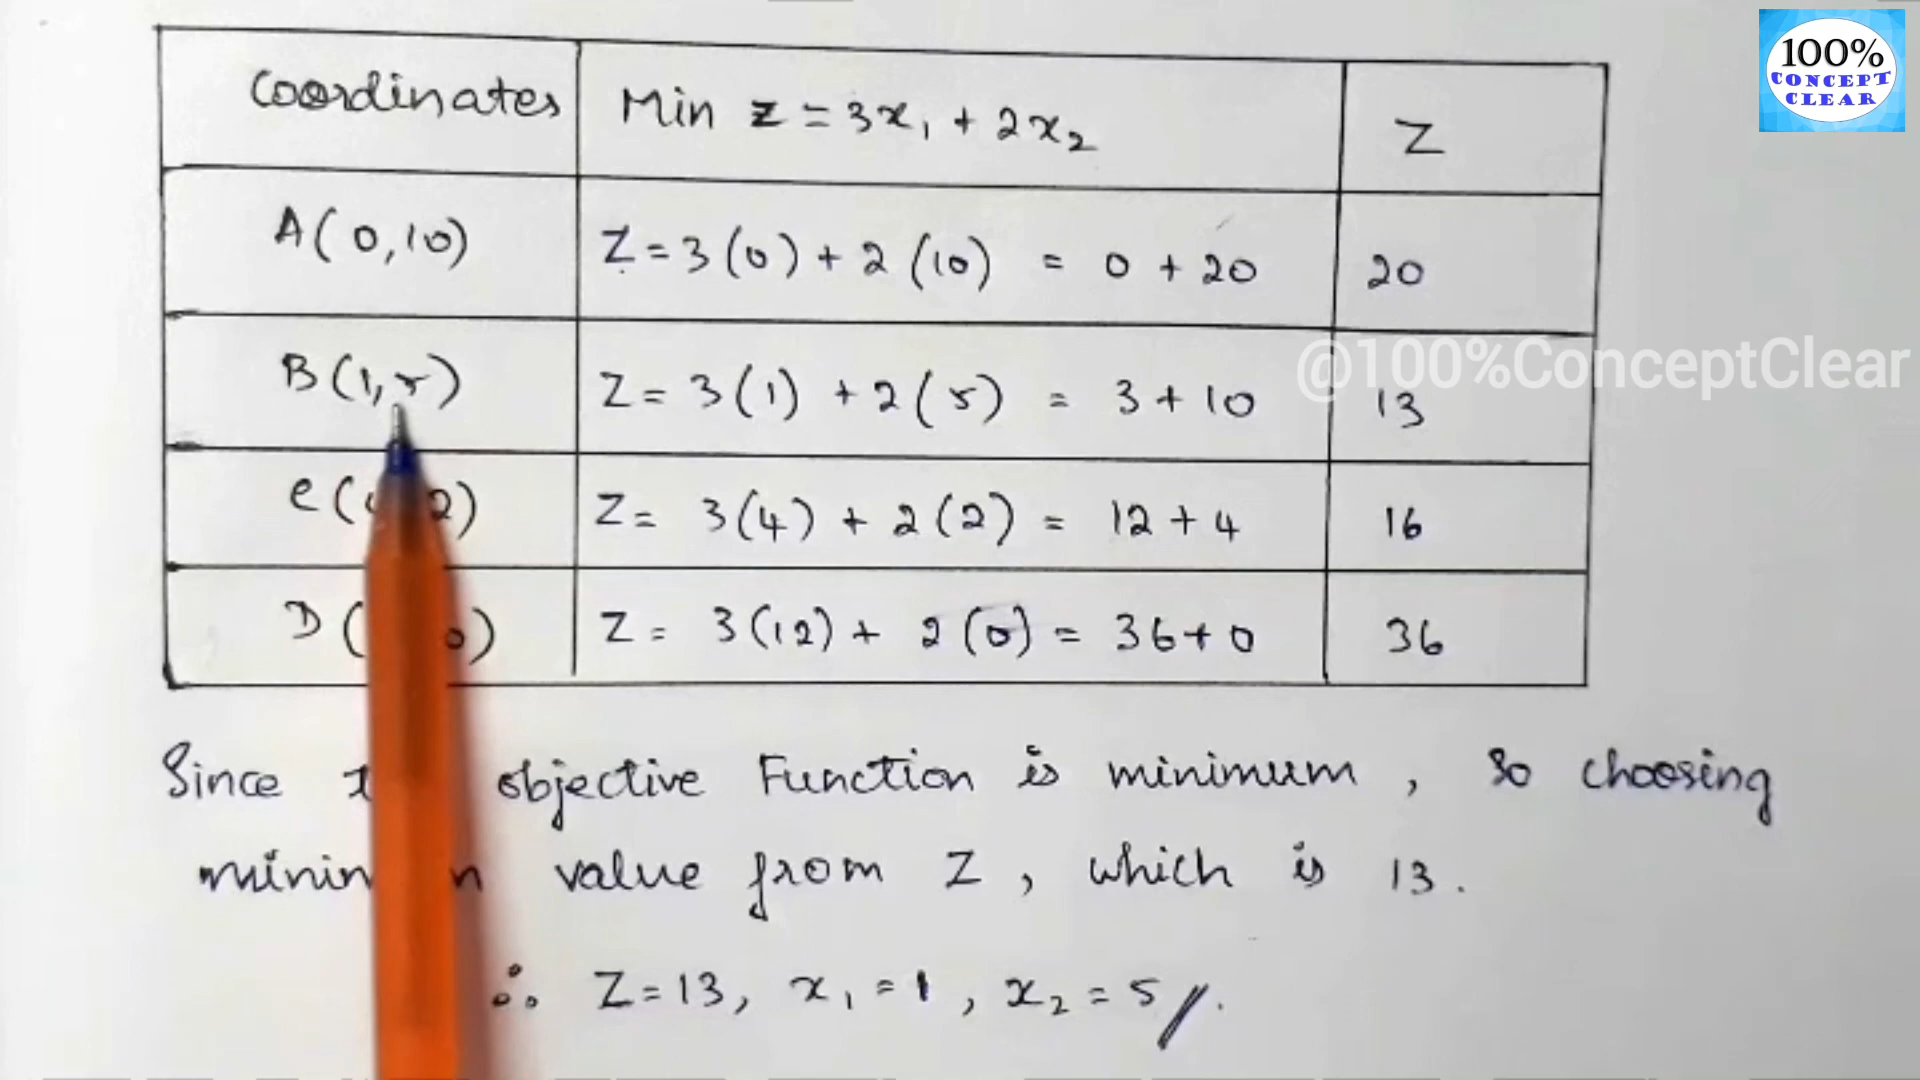 100%
CONCEPT
CLEAR
Coordinates Min Z = 3x₁ + 2x₂ Z
A(0,10) Z = 3(0) + 2(10) = 0 + 20 20
@100%ConceptClear
B(1,5) Z = 3(1) + 2(5) = 3 + 10 13
C( 2) Z = 3(4) + 2(2) = 12 + 4 16
D( 0) Z = 3(12) + 2(0) = 36 + 0 36
Since objective Function is minimum, so choosing
value from Z, which is 13.
∴ Z = 13, x₁ = 1, x₂ = 5 //.